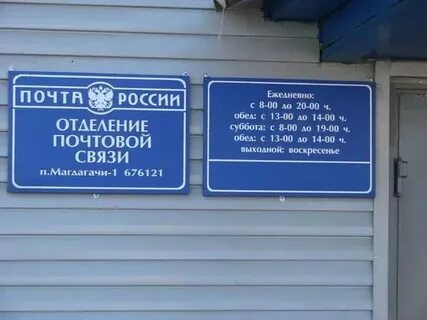 ПОЧТА РОССИИ
ОТДЕЛЕНИЕ
ПОЧТОВОЙ
СВЯЗИ
п.Магдагачи-1 676121
Ежедневно:
с 8-00 до 20-00 ч.
обед: с 13-00 до 14-00 ч.
суббота: с 8-00 до 19-00 ч.
обед: с 13-00 до 14-00 ч.
выходной: воскресенье